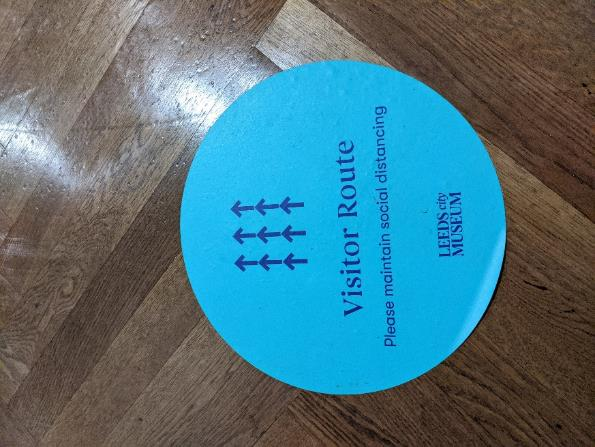 Visitor Route
Please maintain social distancing
LEEDS city
MUSEUM